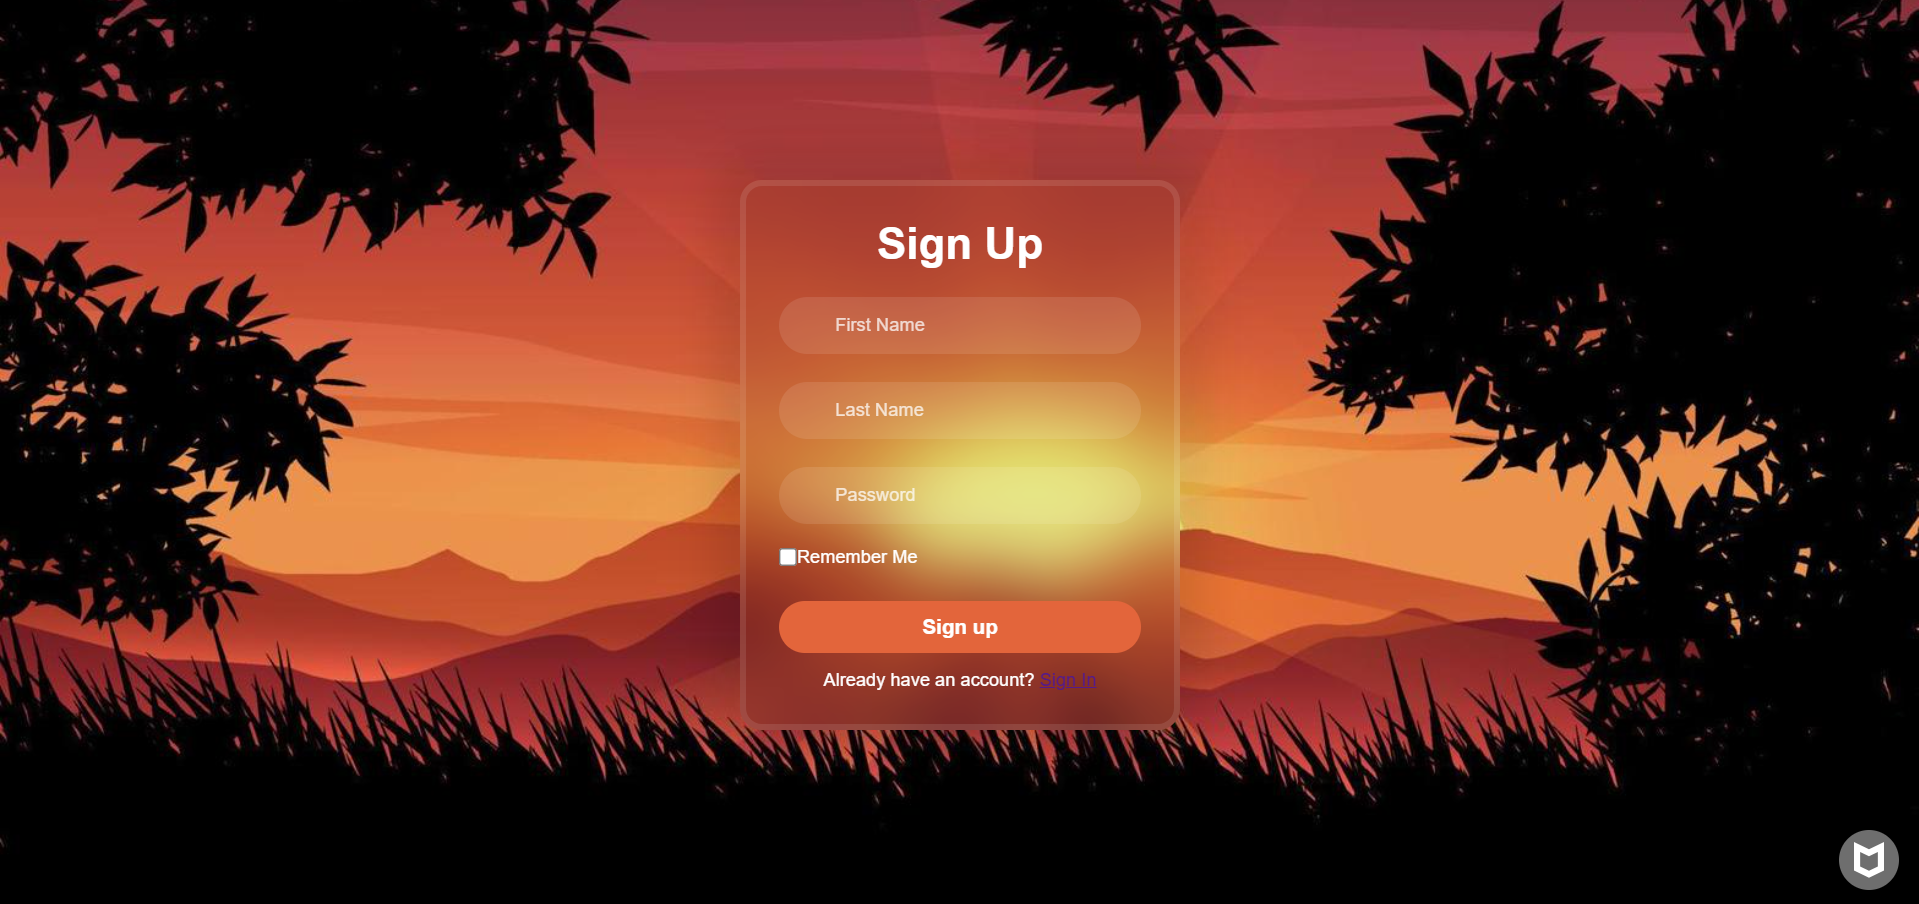 Sign Up
First Name
Last Name
Password
Remember Me
Sign up
Already have an account? Sign In